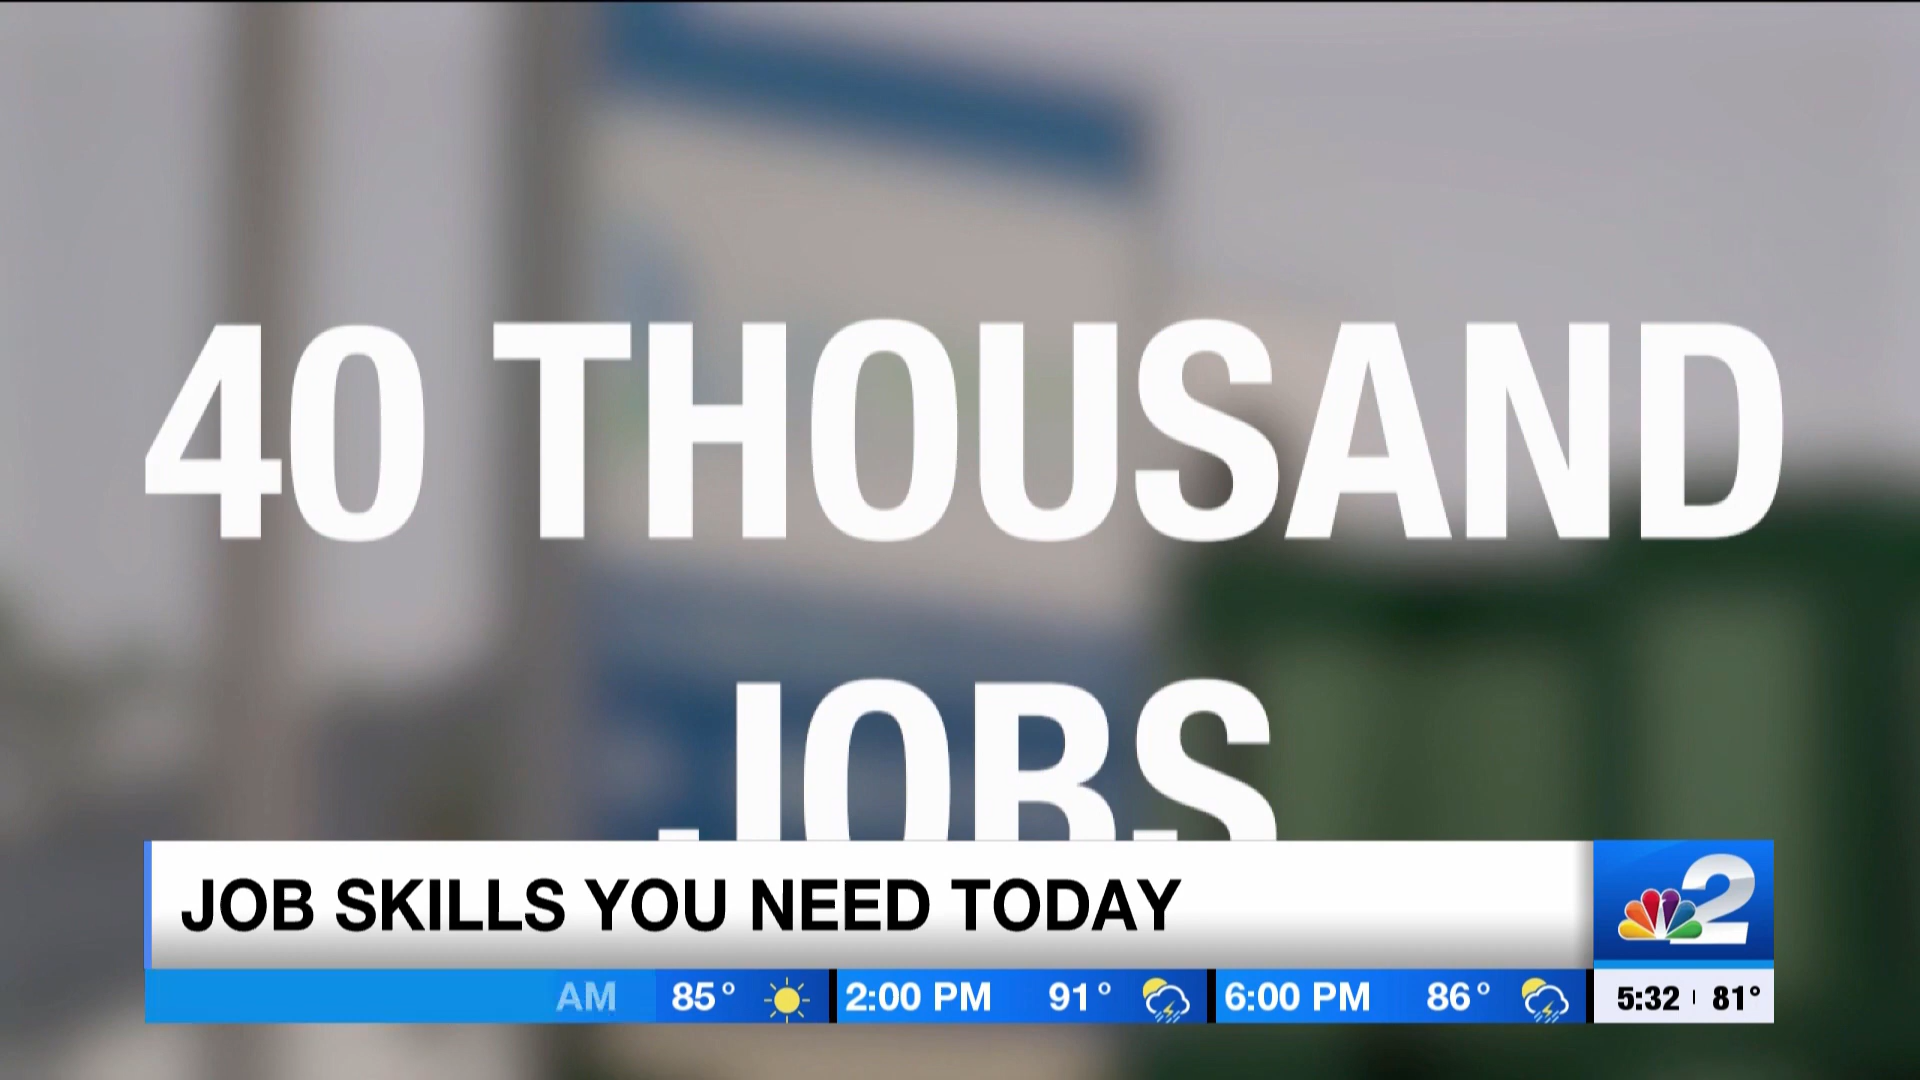 40 THOUSAND
JOBS
JOB SKILLS YOU NEED TODAY
2
AM 85° 2:00 PM 91° 6:00 PM 86° 5:32 81°